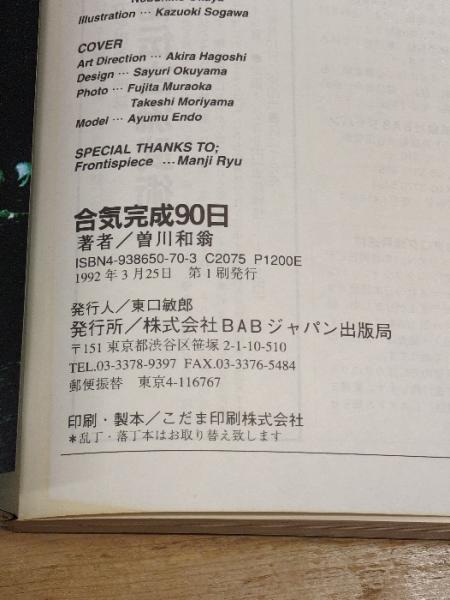 Illustration … Kazuoki Sogawa
COVER
Art Direction … Akira Hagoshi
Design … Sayuri Okuyama
Photo … Fujita Muraoka
Takeshi Moriyama
Model … Ayumu Endo
SPECIAL THANKS TO;
Frontispiece … Manji Ryu
合気完成90日
著者／曽川和翁
ISBN4-938650-70-3 C2075 P1200E
1992年3月25日 第1刷発行
発行人／東口敏郎
発行所／株式会社BABジャパン出版局
〒151 東京都渋谷区笹塚2-1-10-510
TEL.03-3378-9397 FAX.03-3376-5484
郵便振替 東京4-116767
印刷・製本／こだま印刷株式会社
＊乱丁・落丁本はお取り替え致します